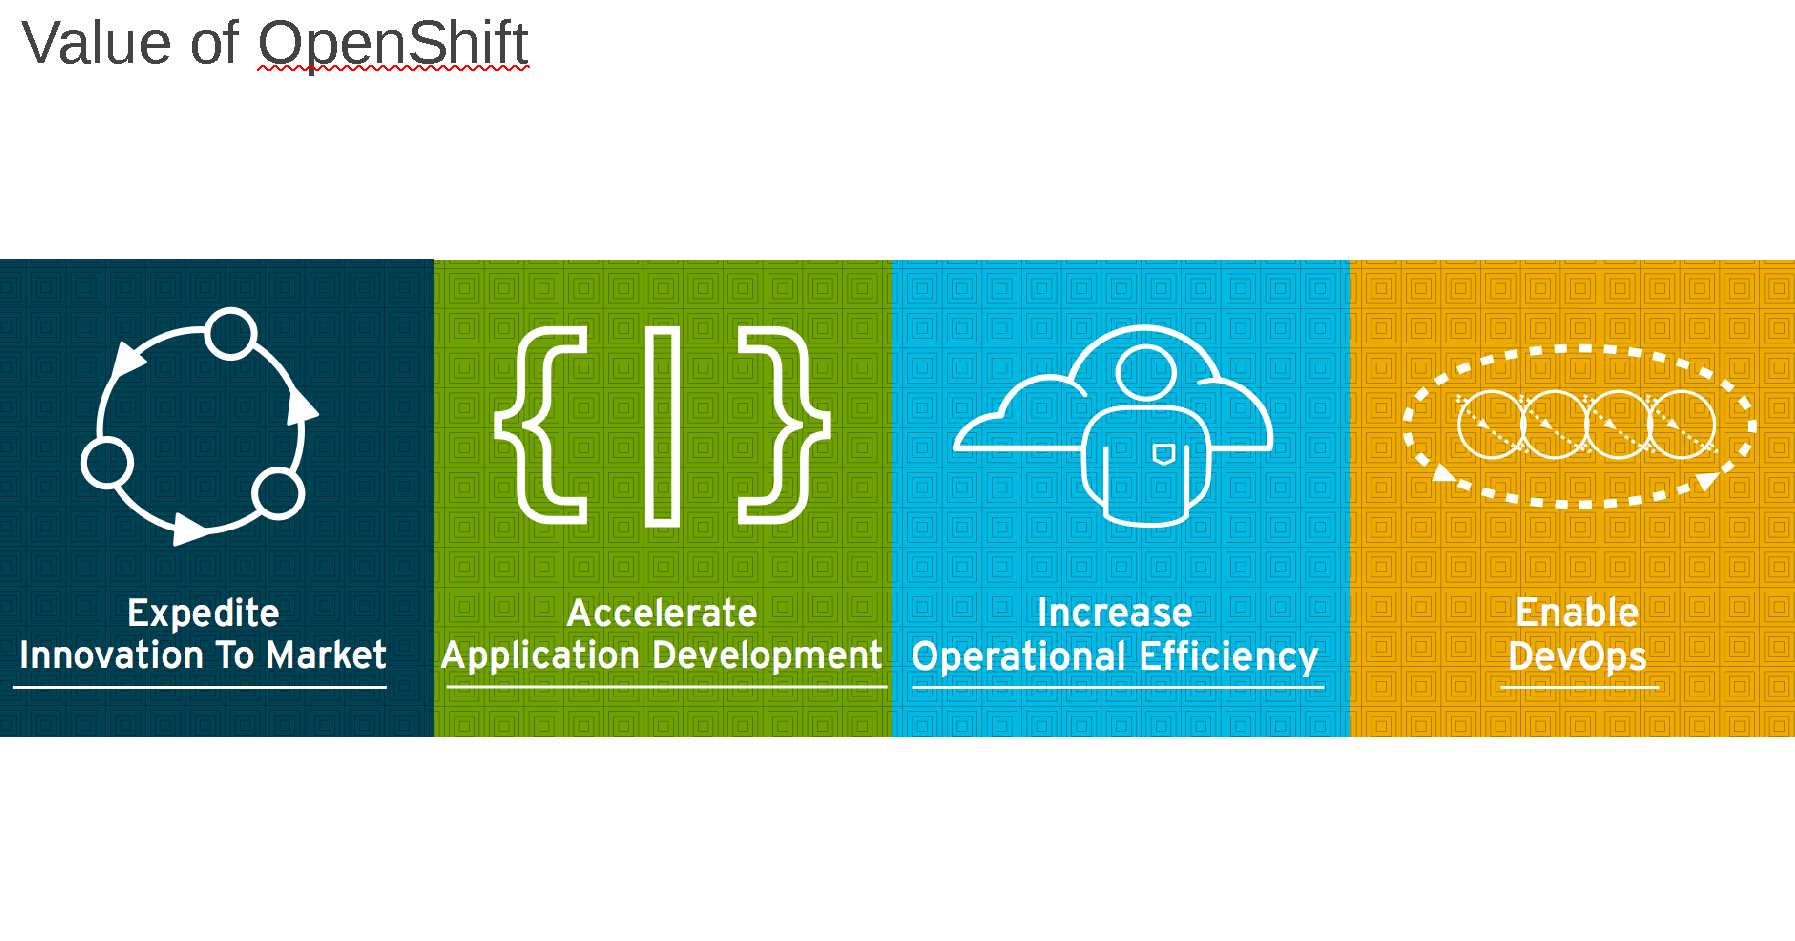 Value of OpenShift
Expedite
Innovation To Market
Accelerate
Application Development
Increase
Operational Efficiency
Enable
DevOps